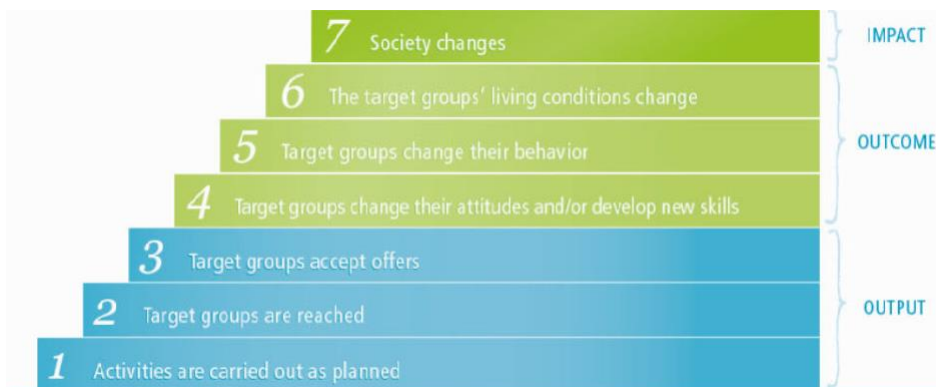 7 Society changes
IMPACT
6 The target groups' living conditions change
5 Target groups change their behavior
OUTCOME
4 Target groups change their attitudes and/or develop new skills
3 Target groups accept offers
2 Target groups are reached
OUTPUT
1 Activities are carried out as planned